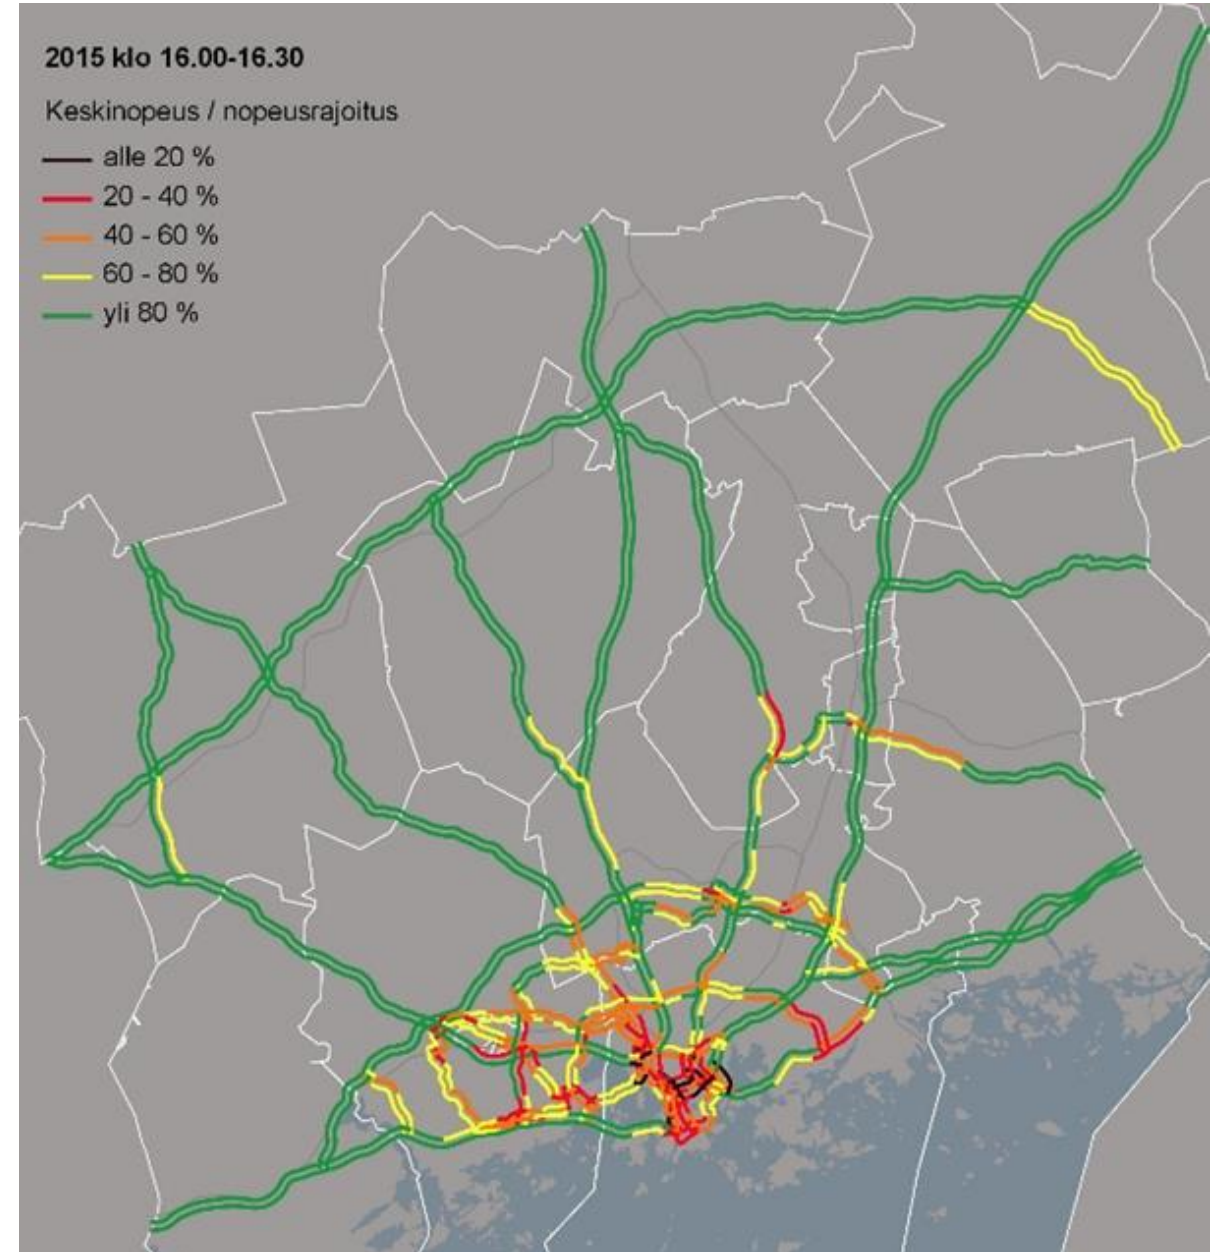 2015 klo 16.00-16.30
Keskinopeus / nopeusrajoitus
alle 20 %
20 - 40 %
40 - 60 %
60 - 80 %
yli 80 %